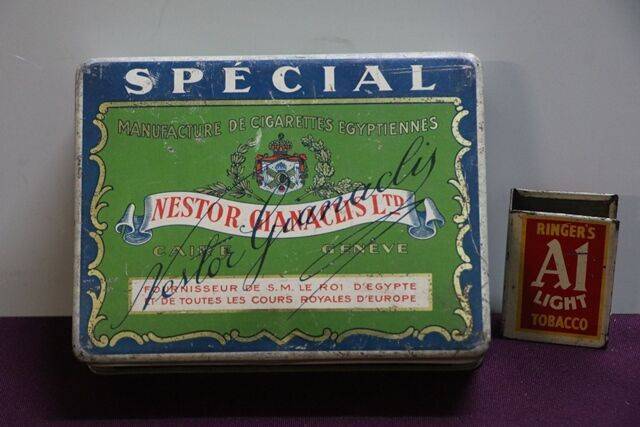 SPÉCIAL
MANUFACTURE DE CIGARETTES EGYPTIENNES
NESTOR GIANACLIS LTD
Nestor Gianaclis
CAIRE GENÈVE
FOURNISSEUR DE S.M. LE ROI D'EGYPTE
ET DE TOUTES LES COURS ROYALES D'EUROPE
RINGER'S
A1
LIGHT
TOBACCO